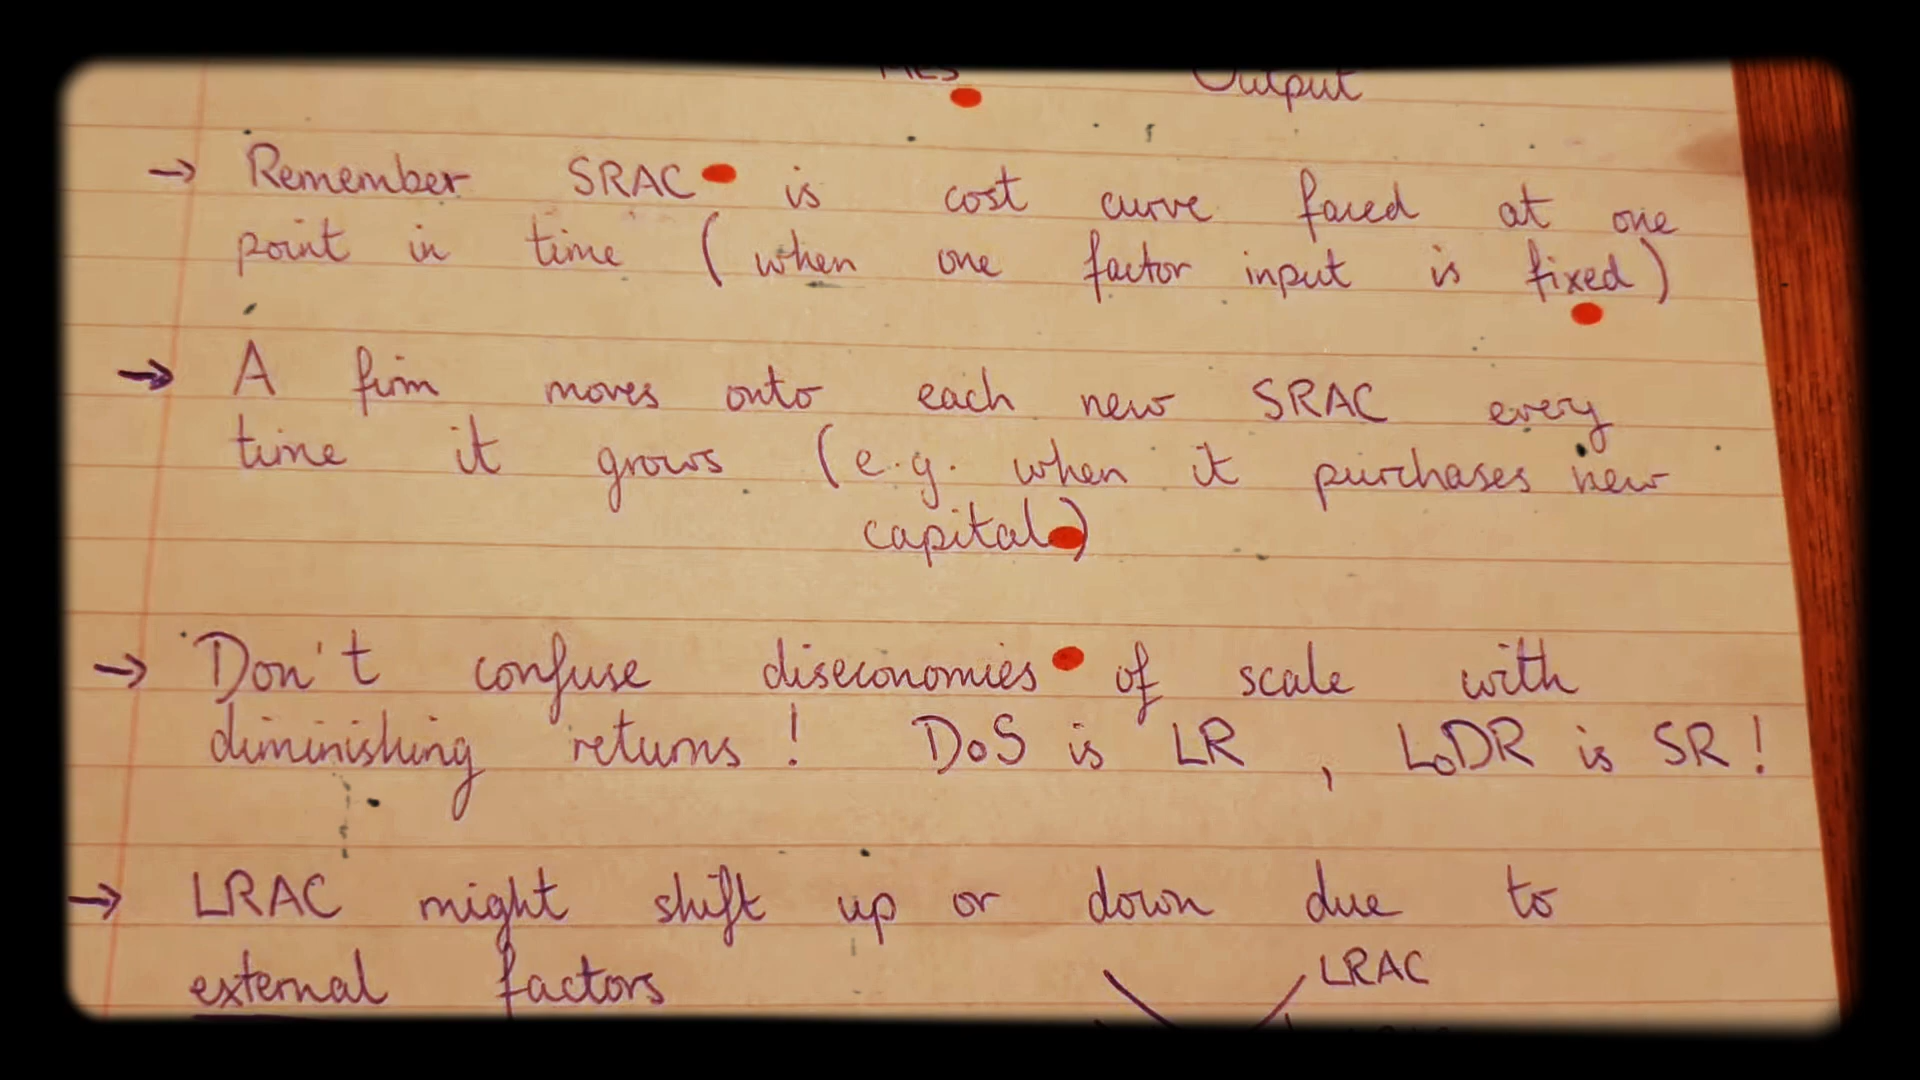 MES Output
→ Remember SRAC is cost curve faced at one
point in time (when one factor input is fixed)
→ A firm moves onto each new SRAC every
time it grows (e.g. when it purchases new
capital)
→ Don't confuse diseconomies of scale with
diminishing returns! DoS is LR, LoDR is SR!
→ LRAC might shift up or down due to
external factors
LRAC